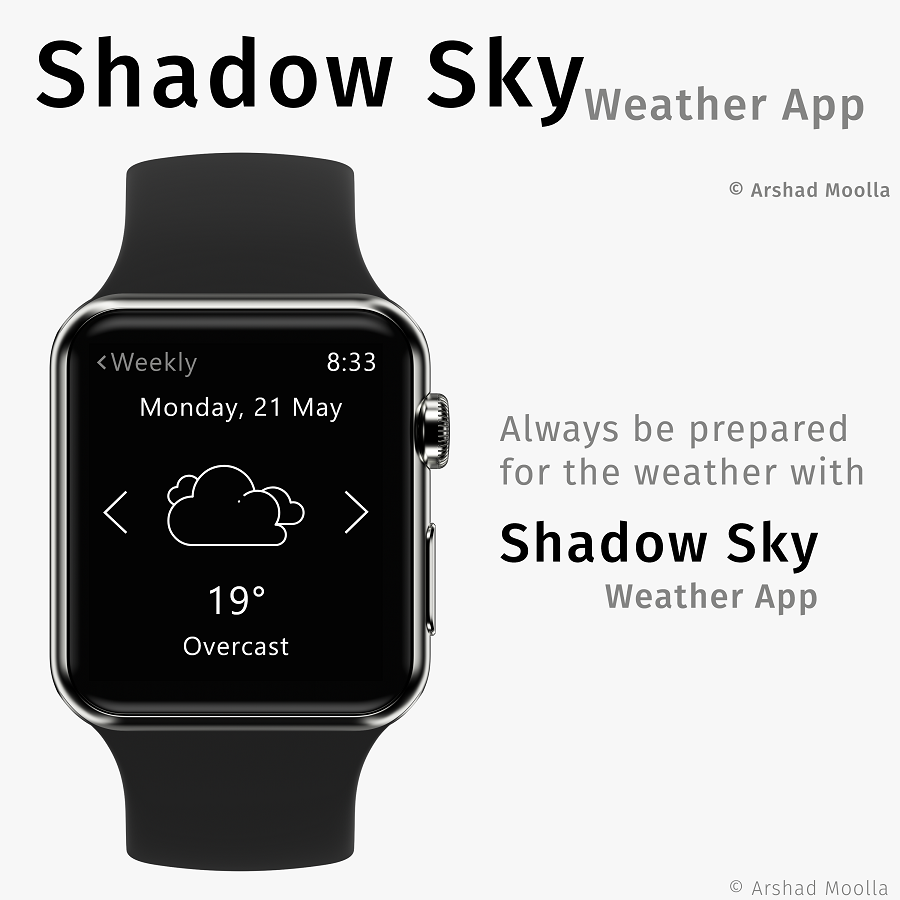 Shadow Sky Weather App
© Arshad Moolla
<Weekly 8:33
Monday, 21 May
19°
Overcast
Always be prepared
for the weather with
Shadow Sky
Weather App
© Arshad Moolla